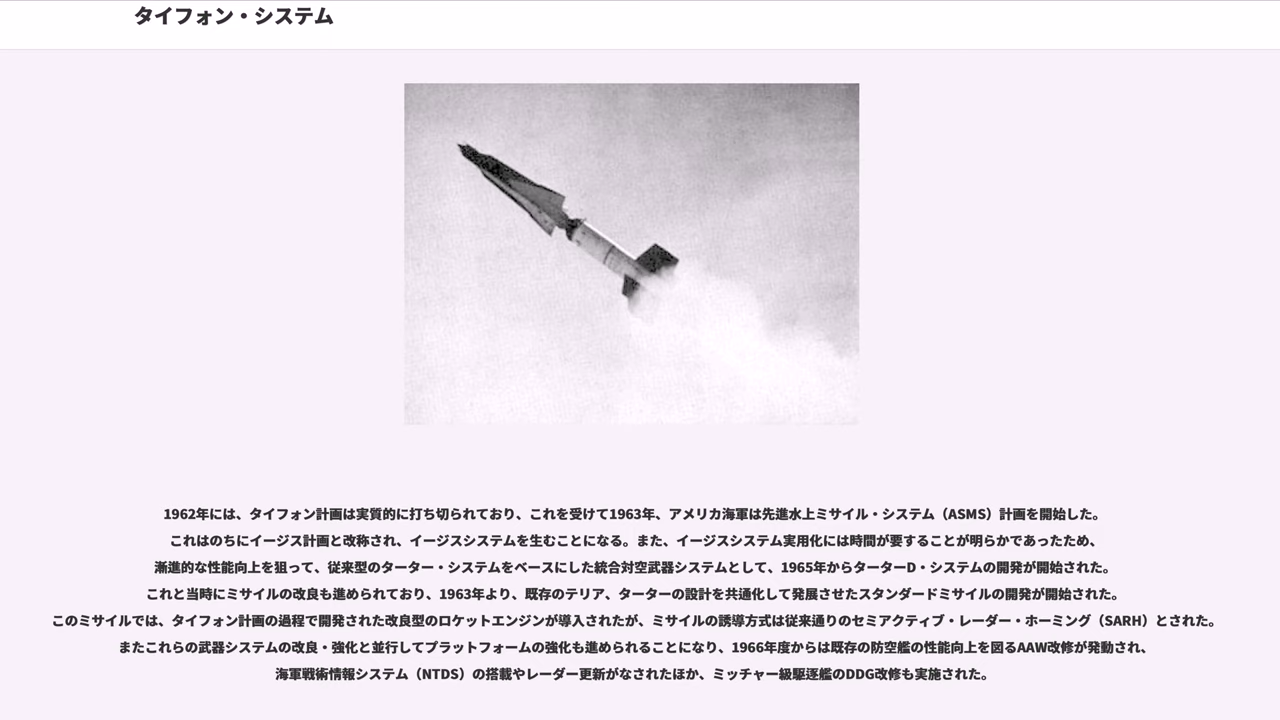 タイフォン・システム
1962年には、タイフォン計画は実質的に打ち切られており、これを受けて1963年、アメリカ海軍は先進水上ミサイル・システム（ASMS）計画を開始した。
これはのちにイージス計画と改称され、イージスシステムを生むことになる。また、イージスシステム実用化には時間が要することが明らかであったため、
漸進的な性能向上を狙って、従来型のターター・システムをベースにした統合対空武器システムとして、1965年からターターD・システムの開発が開始された。
これと当時にミサイルの改良も進められており、1963年より、既存のテリア、ターターの設計を共通化して発展させたスタンダードミサイルの開発が開始された。
このミサイルでは、タイフォン計画の過程で開発された改良型のロケットエンジンが導入されたが、ミサイルの誘導方式は従来通りのセミアクティブ・レーダー・ホーミング（SARH）とされた。
またこれらの武器システムの改良・強化と並行してプラットフォームの強化も進められることになり、1966年度からは既存の防空艦の性能向上を図るAAW改修が発動され、
海軍戦術情報システム（NTDS）の搭載やレーダー更新がなされたほか、ミッチャー級駆逐艦のDDG改修も実施された。